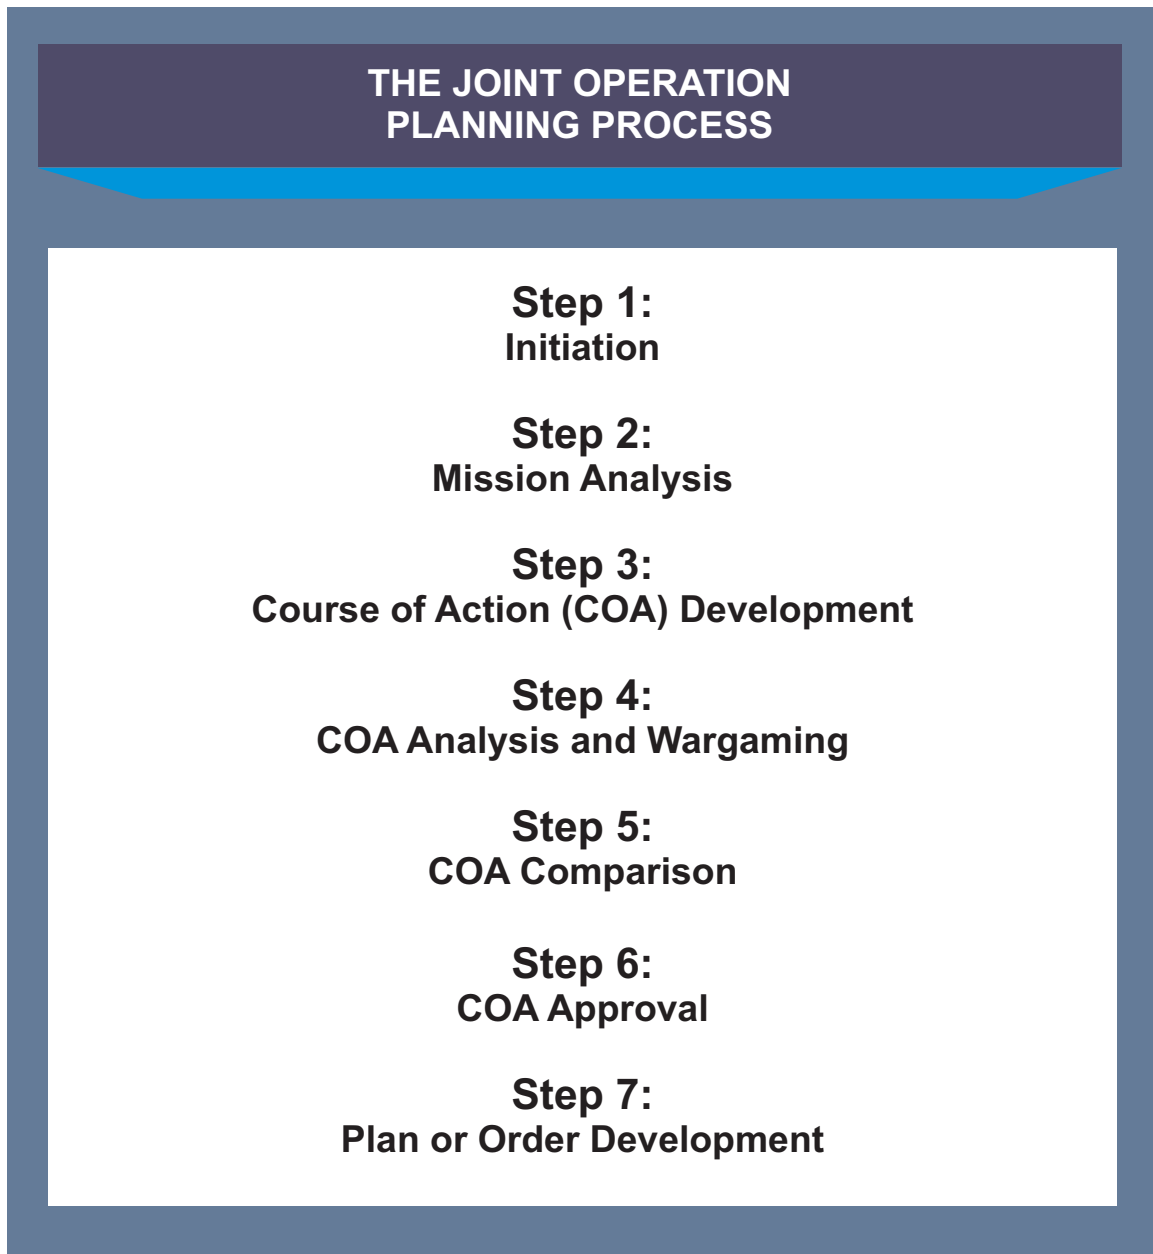 THE JOINT OPERATION
PLANNING PROCESS
Step 1:
Initiation
Step 2:
Mission Analysis
Step 3:
Course of Action (COA) Development
Step 4:
COA Analysis and Wargaming
Step 5:
COA Comparison
Step 6:
COA Approval
Step 7:
Plan or Order Development